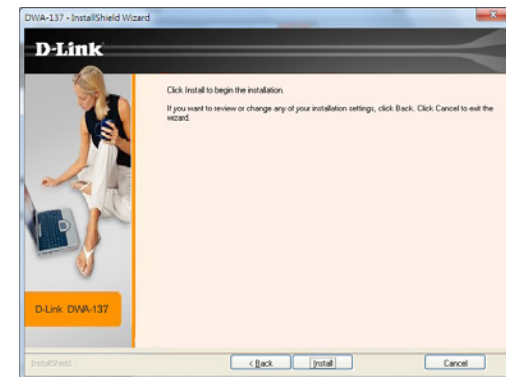 DWA-137 - InstallShield Wizard
D-Link
Click Install to begin the installation.
If you want to review or change any of your installation settings, click Back. Click Cancel to exit the
wizard.
D-Link DWA-137
InstallShield
< Back
Install
Cancel